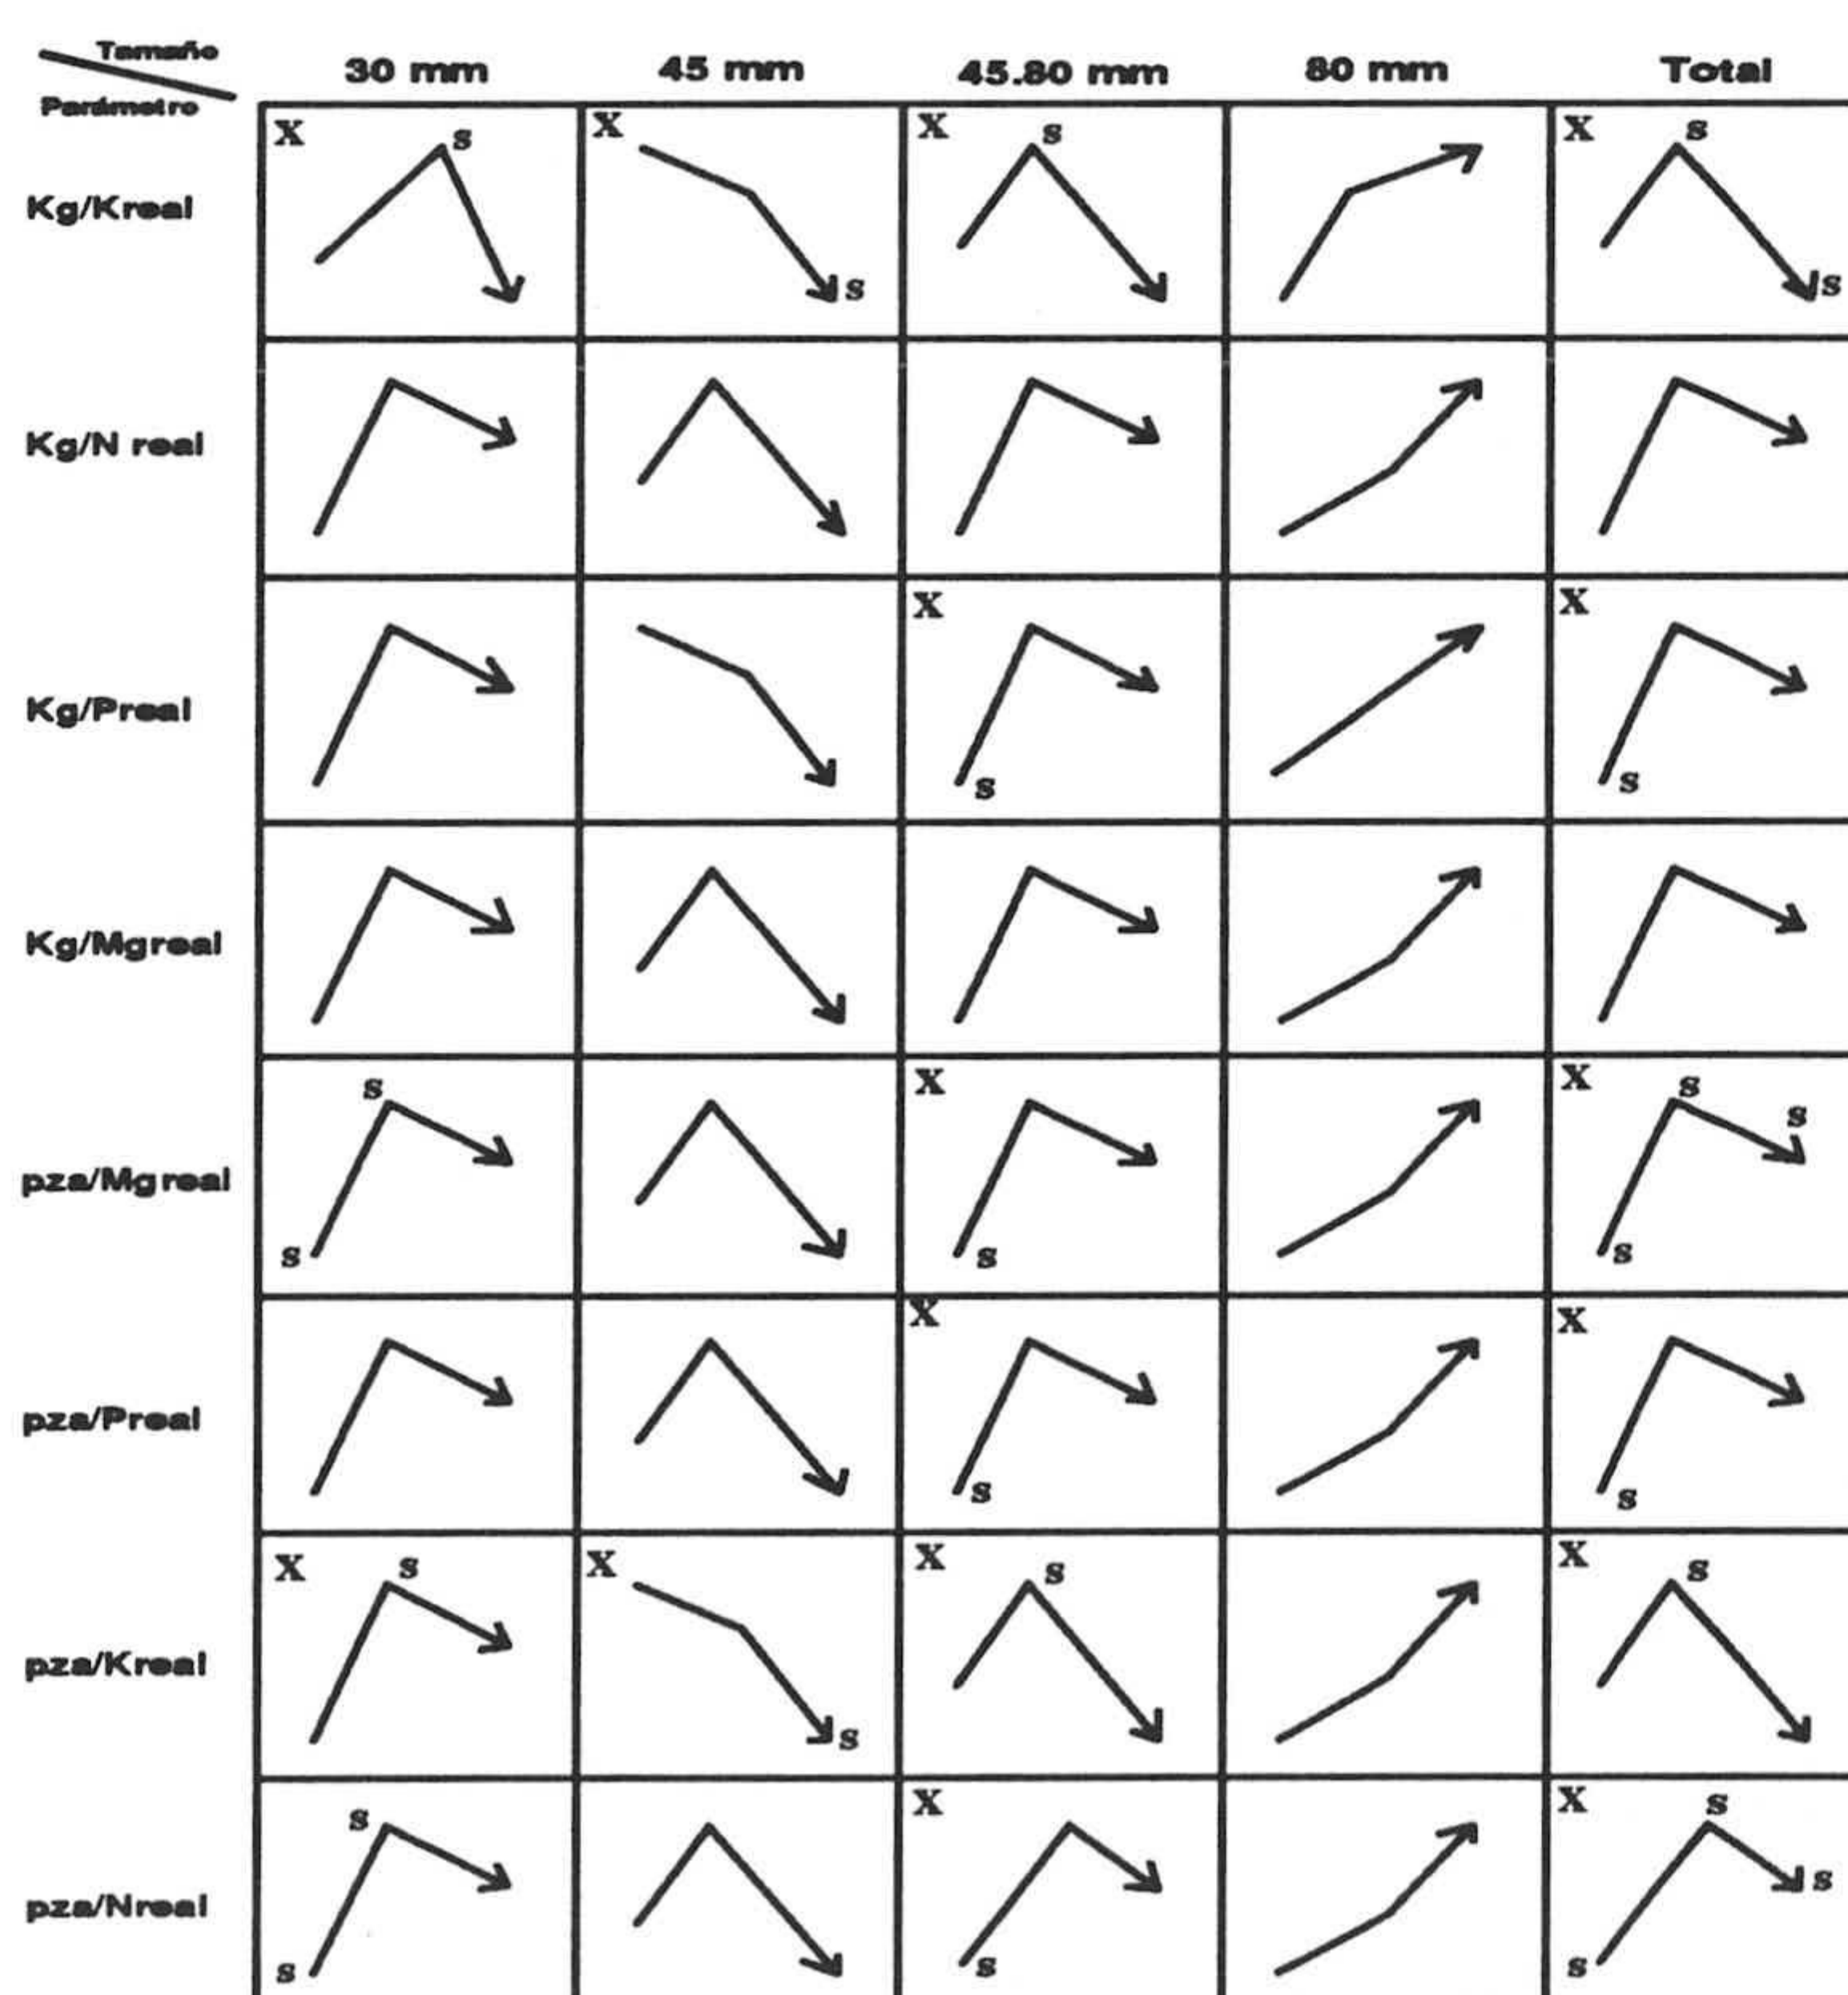 Tamaño
Parámetro
30 mm 45 mm 45.80 mm 80 mm Total
X s X X s X s
Kg/Kreal
s s
Kg/N real
X X
Kg/Preal
s s
Kg/Mgreal
s X X s s
pza/Mgreal
s s s
X X
pza/Preal
s s
X s X X s X s
pza/Kreal
s
s X X s
pza/Nreal
s s s s